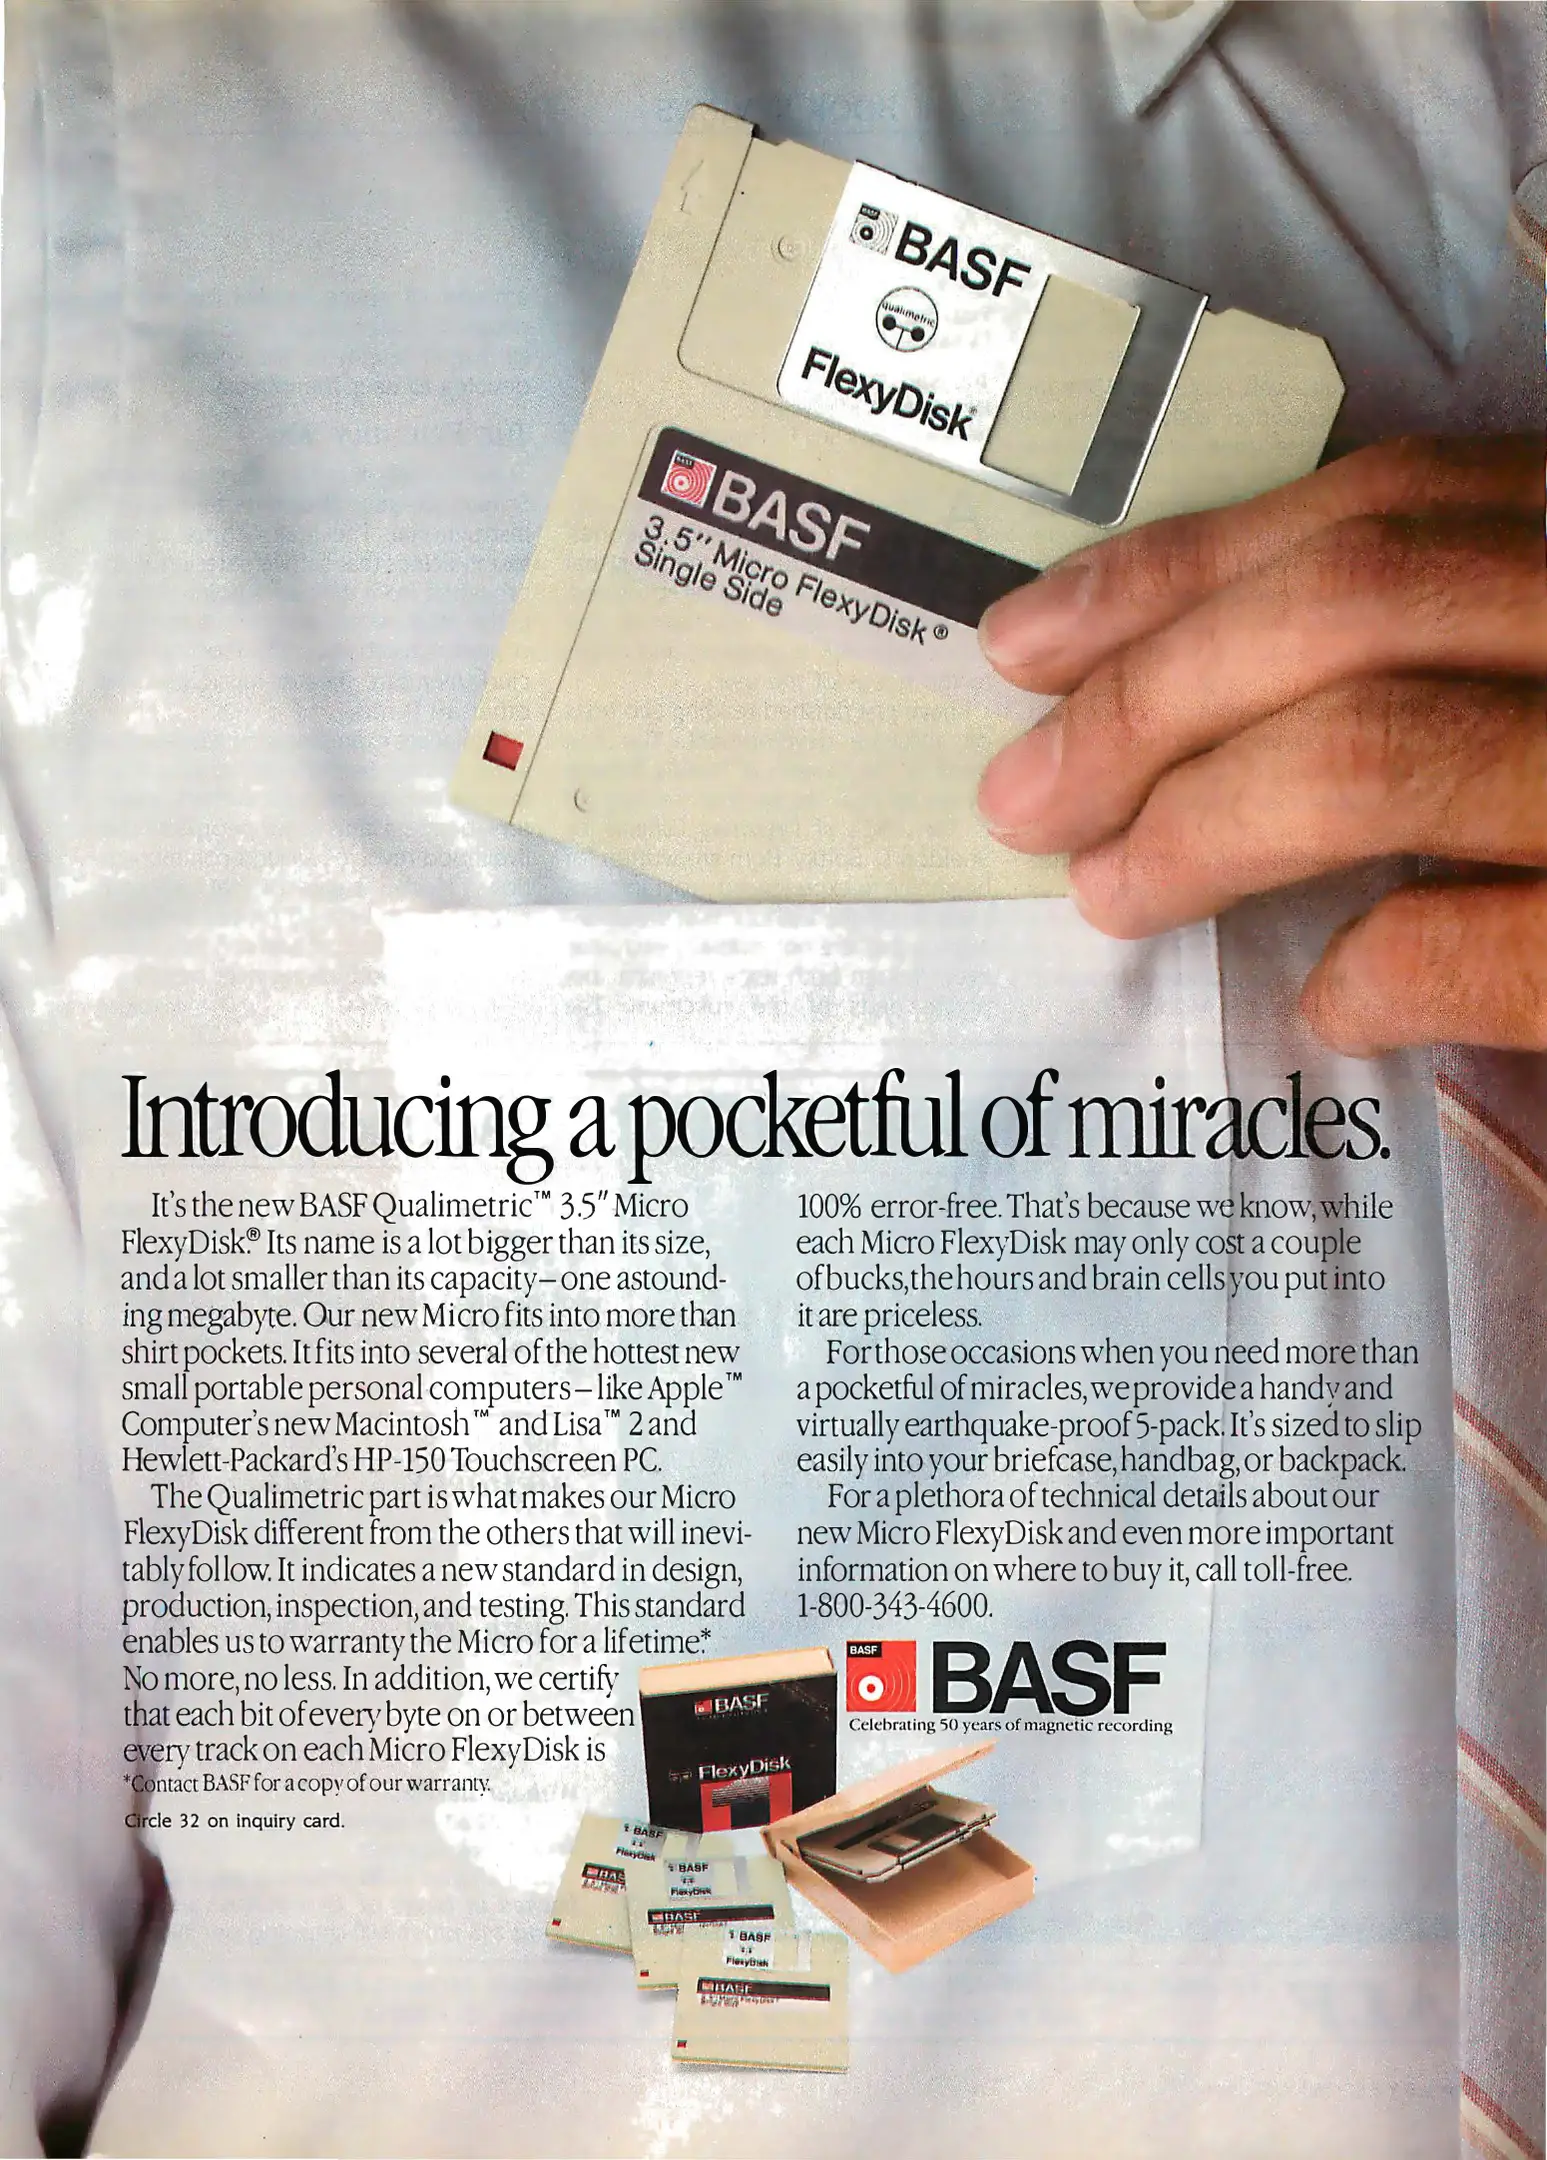 BASF
qualimetric
FlexyDisk
BASF
3.5" Micro FlexyDisk®
Single Side
Introducing a pocketful of miracles.
It's the new BASF Qualimetric™ 3.5" Micro
FlexyDisk.® Its name is a lot bigger than its size,
and a lot smaller than its capacity–one astound-
ing megabyte. Our new Micro fits into more than
shirt pockets. It fits into several of the hottest new
small portable personal computers–like Apple™
Computer's new Macintosh™ and Lisa™ 2 and
Hewlett-Packard's HP-150 Touchscreen PC.
The Qualimetric part is what makes our Micro
FlexyDisk different from the others that will inevi-
tably follow. It indicates a new standard in design,
production, inspection, and testing. This standard
enables us to warranty the Micro for a lifetime.*
No more, no less. In addition, we certify
that each bit of every byte on or between
every track on each Micro FlexyDisk is
*Contact BASF for a copy of our warranty.
Circle 32 on inquiry card.
100% error-free. That's because we know, while
each Micro FlexyDisk may only cost a couple
of bucks, the hours and brain cells you put into
it are priceless.
For those occasions when you need more than
a pocketful of miracles, we provide a handy and
virtually earthquake-proof 5-pack. It's sized to slip
easily into your briefcase, handbag, or backpack.
For a plethora of technical details about our
new Micro FlexyDisk and even more important
information on where to buy it, call toll-free.
1-800-343-4600.
BASF
BASF
Celebrating 50 years of magnetic recording
BASF
FlexyDisk
BASF
FlexyDisk
BASF
BASF
FlexyDisk
BASF
BASF
FlexyDisk
BASF